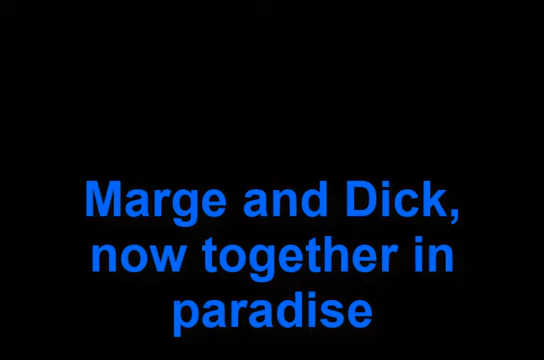 Marge and Dick,
now together in
paradise